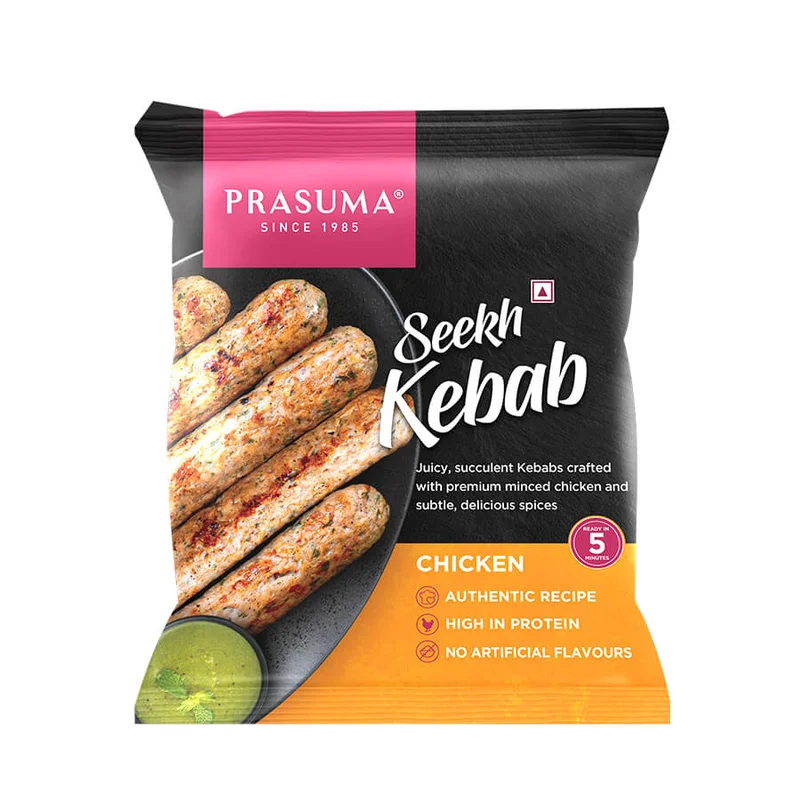 PRASUMA®
SINCE 1985
Seekh
Kebab
Juicy, succulent Kebabs crafted
with premium minced chicken and
subtle, delicious spices
READY IN
5
MINUTES
CHICKEN
AUTHENTIC RECIPE
HIGH IN PROTEIN
NO ARTIFICIAL FLAVOURS